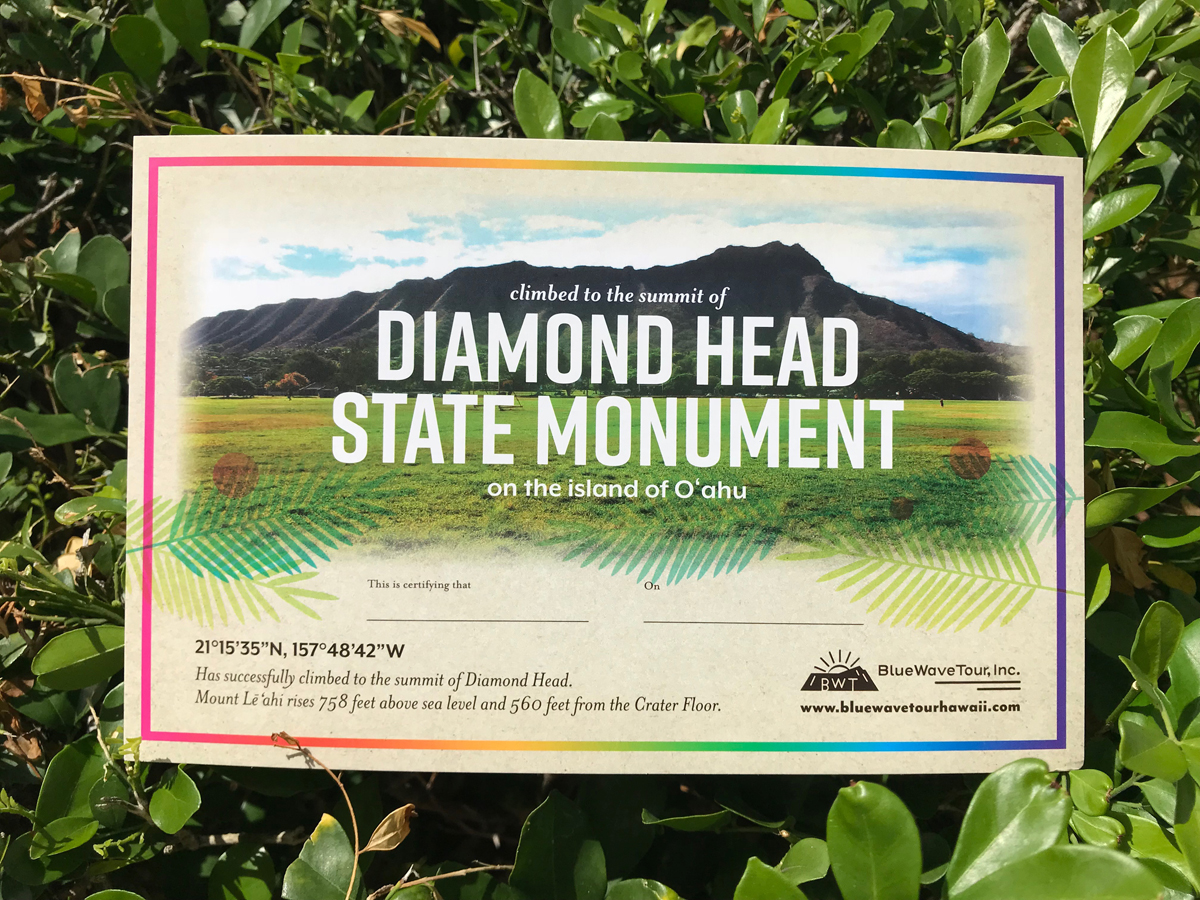 climbed to the summit of
DIAMOND HEAD
STATE MONUMENT
on the island of Oʻahu
This is certifying that
On
21°15’35”N, 157°48’42”W
Has successfully climbed to the summit of Diamond Head.
Mount Lēʻahi rises 758 feet above sea level and 560 feet from the Crater Floor.
BWT
BlueWaveTour, Inc.
www.bluewavetourhawaii.com